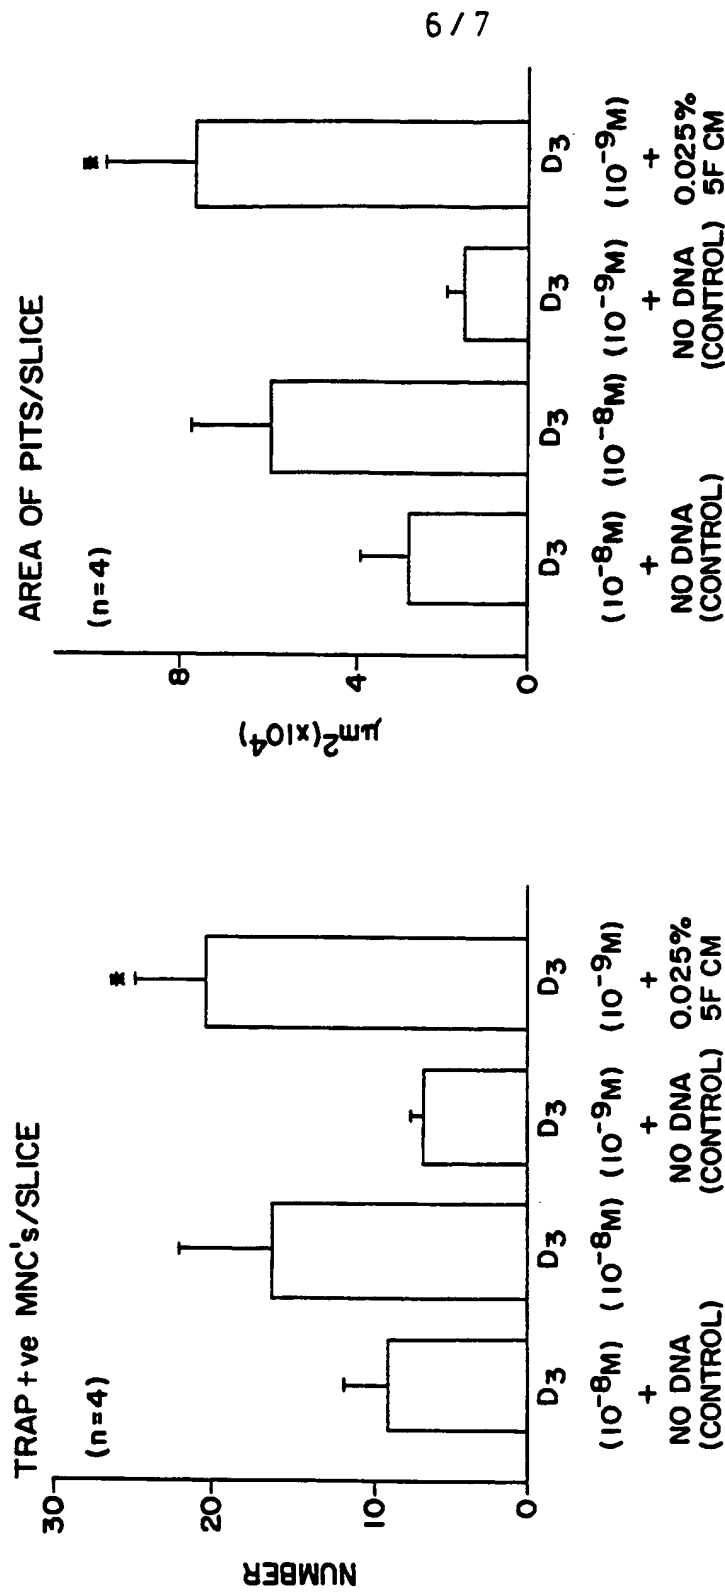 6/7
TRAP +ve MNC's/SLICE
(n=4)
NUMBER
30
20
10
0
*
D3 D3 D3 D3
(10-8M) (10-8M) (10-9M) (10-9M)
+ + +
NO DNA NO DNA 0.025%
(CONTROL) (CONTROL) 5F CM
AREA OF PITS/SLICE
(n=4)
μm2(x104)
8
4
0
*
D3 D3 D3 D3
(10-8M) (10-8M) (10-9M) (10-9M)
+ + +
NO DNA NO DNA 0.025%
(CONTROL) (CONTROL) 5F CM